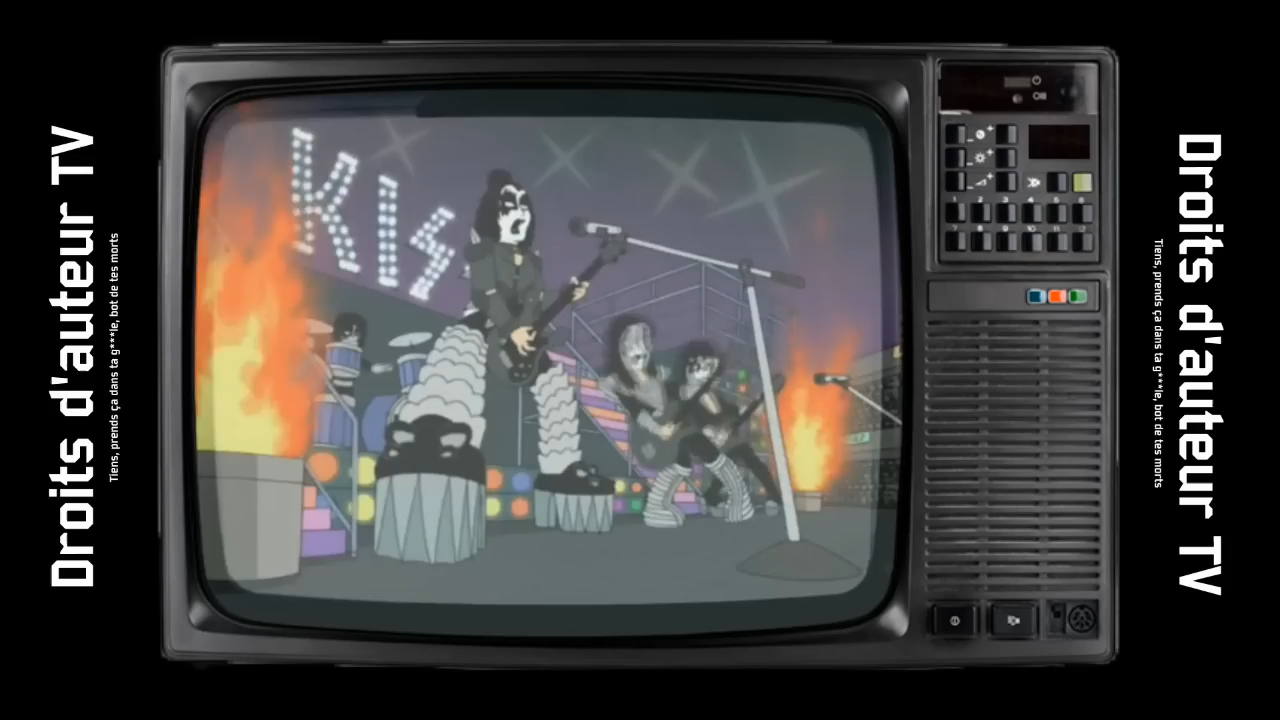 Droits d'auteur TV
Tiens, prends ça dans ta g***le, bot de tes morts
KIS
Droits d'auteur TV
Tiens, prends ça dans ta g***le, bot de tes morts